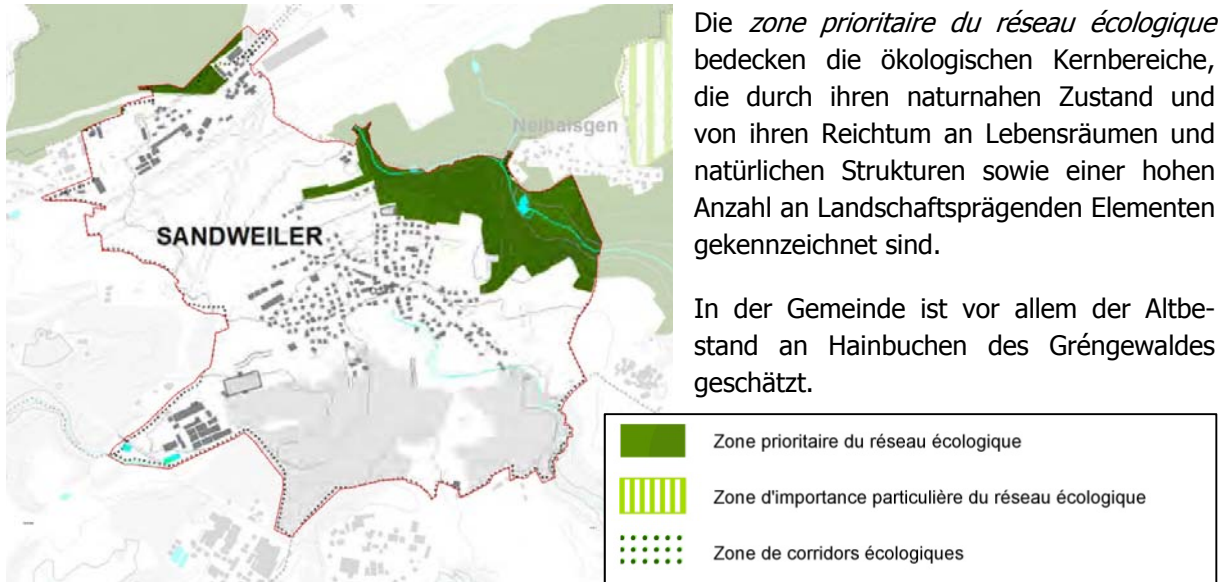 Die zone prioritaire du réseau écologique
bedecken die ökologischen Kernbereiche,
die durch ihren naturnahen Zustand und
von ihren Reichtum an Lebensräumen und
natürlichen Strukturen sowie einer hohen
Anzahl an Landschaftsprägenden Elementen
gekennzeichnet sind.
In der Gemeinde ist vor allem der Altbe-
stand an Hainbuchen des Gréngewaldes
geschätzt.
Neihaisgen
SANDWEILER
Zone prioritaire du réseau écologique
Zone d'importance particulière du réseau écologique
Zone de corridors écologiques